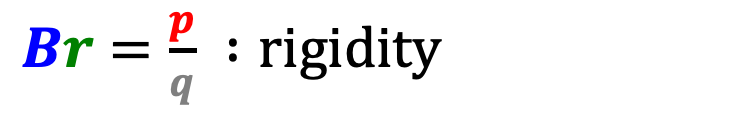 Br = p/q : rigidity